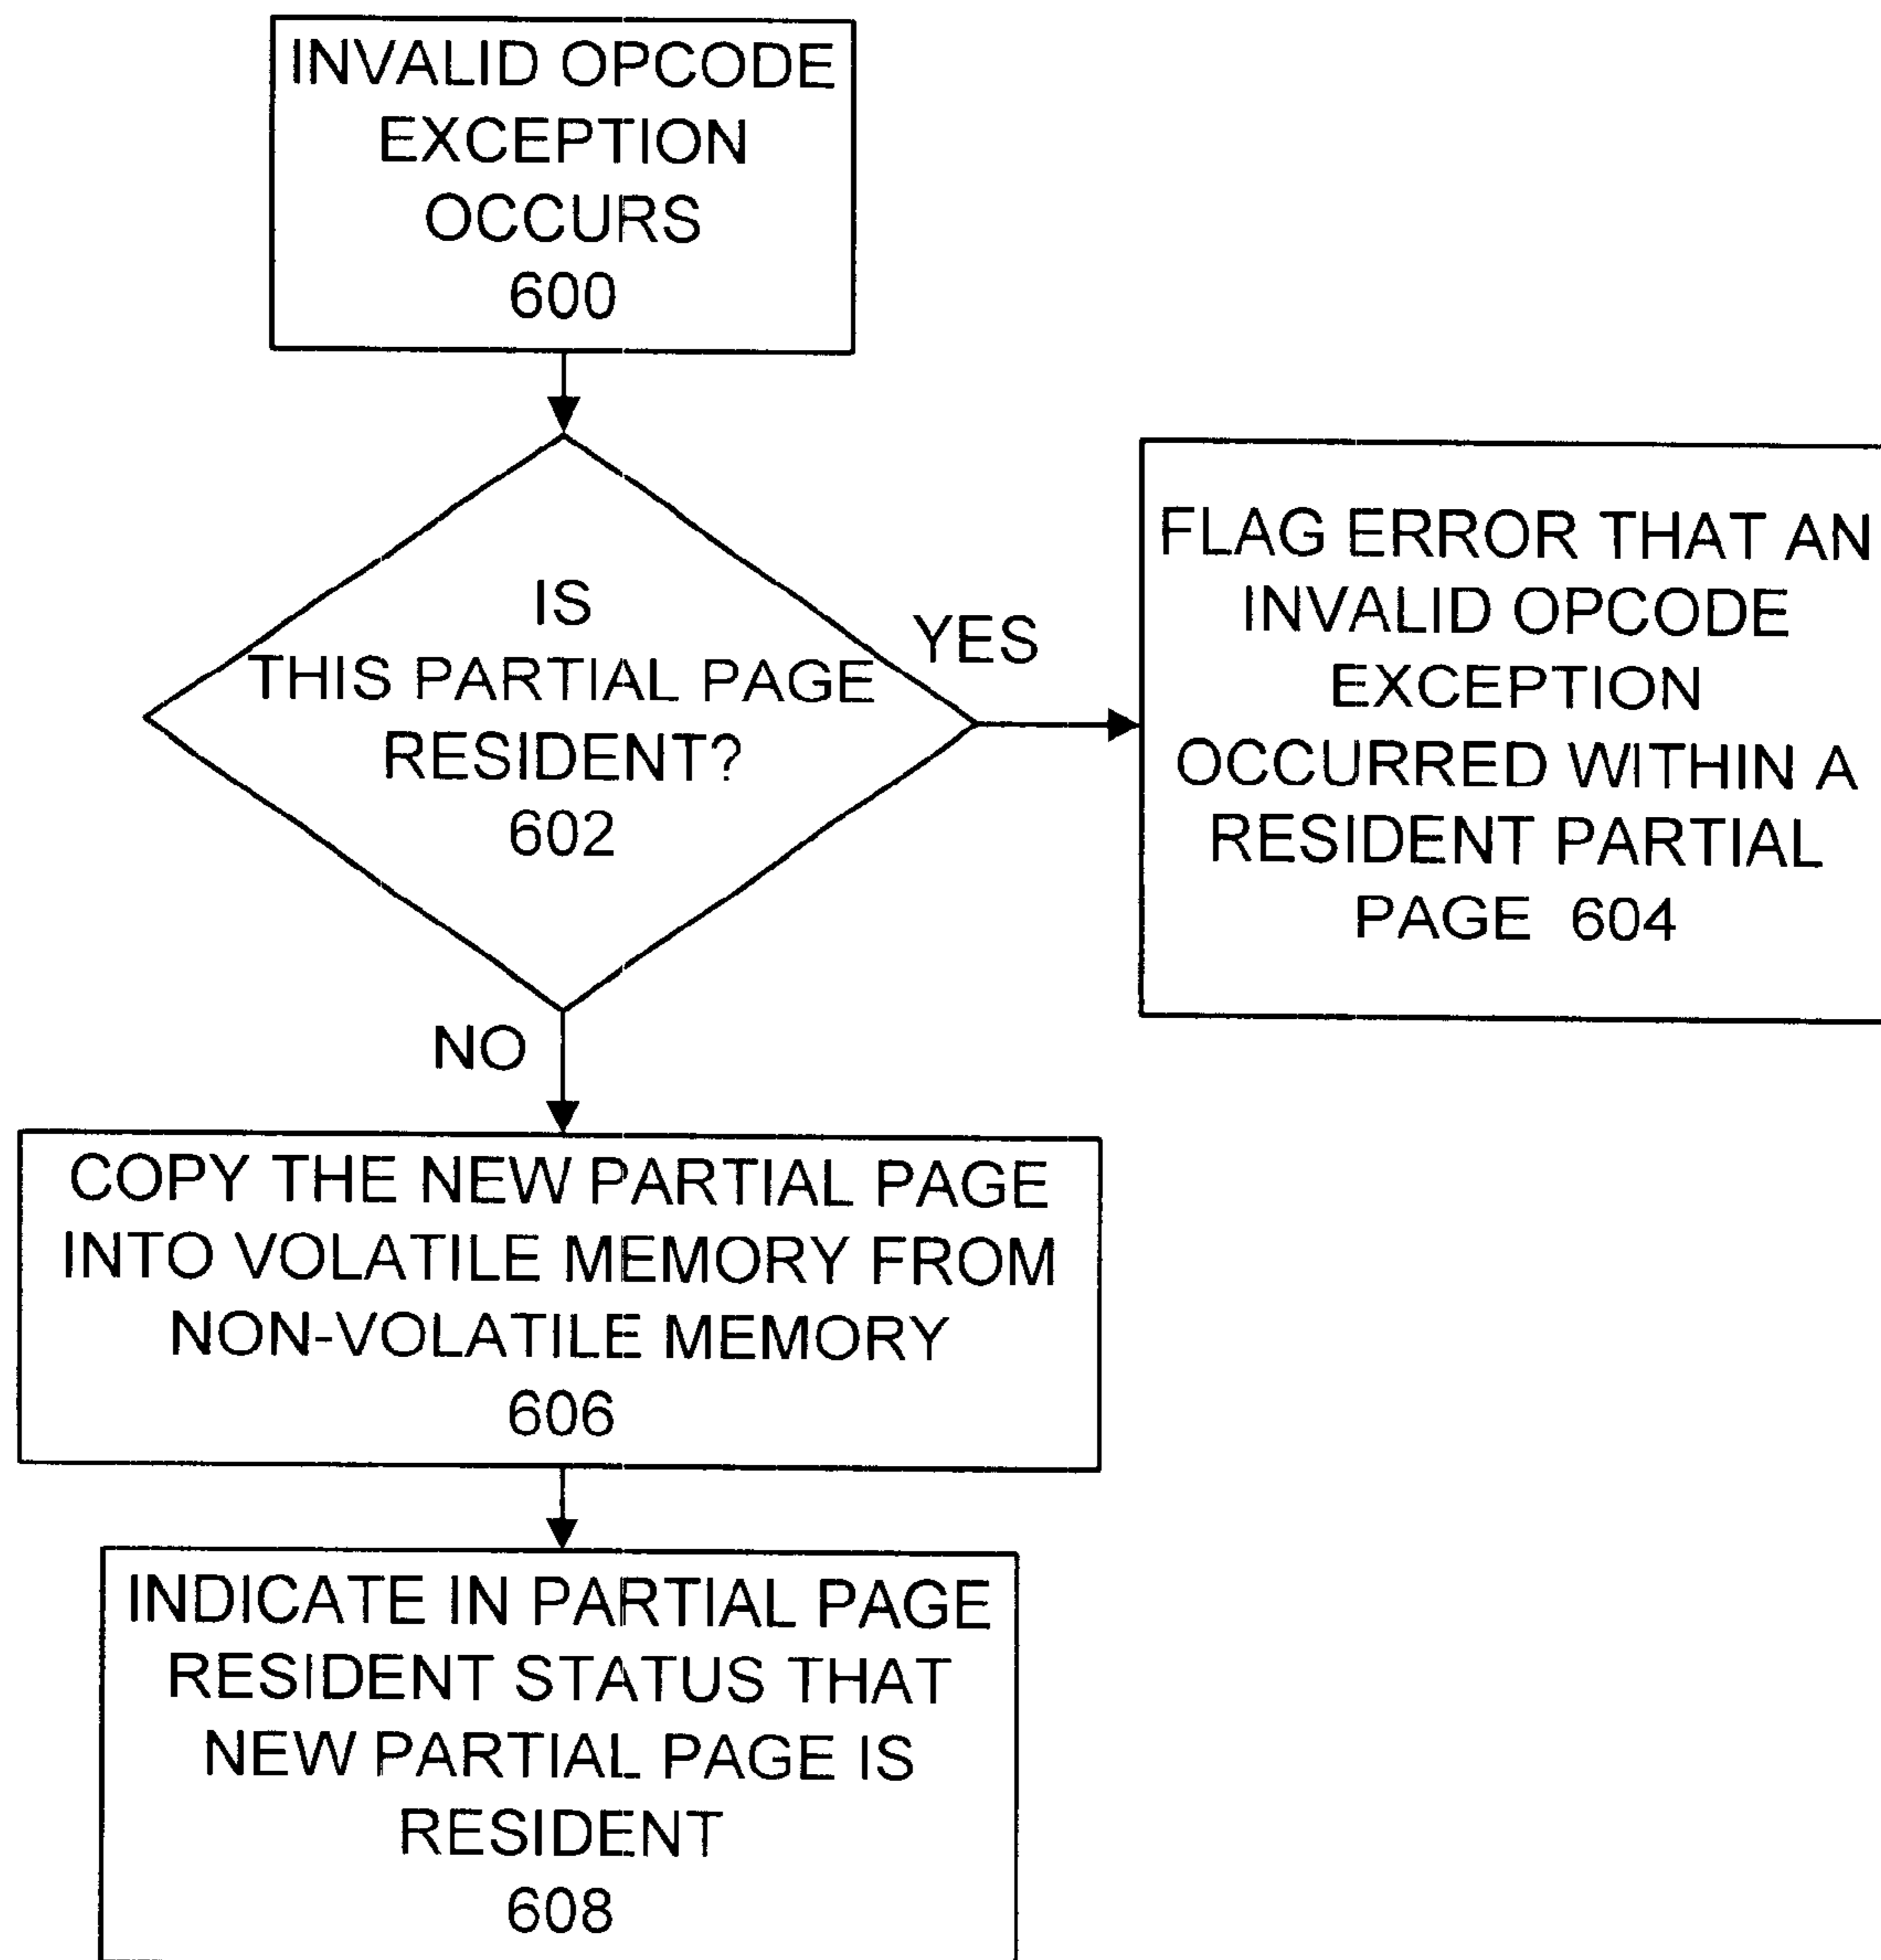 INVALID OPCODE
EXCEPTION
OCCURS
600
IS
THIS PARTIAL PAGE
RESIDENT?
602
YES
FLAG ERROR THAT AN
INVALID OPCODE
EXCEPTION
OCCURRED WITHIN A
RESIDENT PARTIAL
PAGE 604
NO
COPY THE NEW PARTIAL PAGE
INTO VOLATILE MEMORY FROM
NON-VOLATILE MEMORY
606
INDICATE IN PARTIAL PAGE
RESIDENT STATUS THAT
NEW PARTIAL PAGE IS
RESIDENT
608